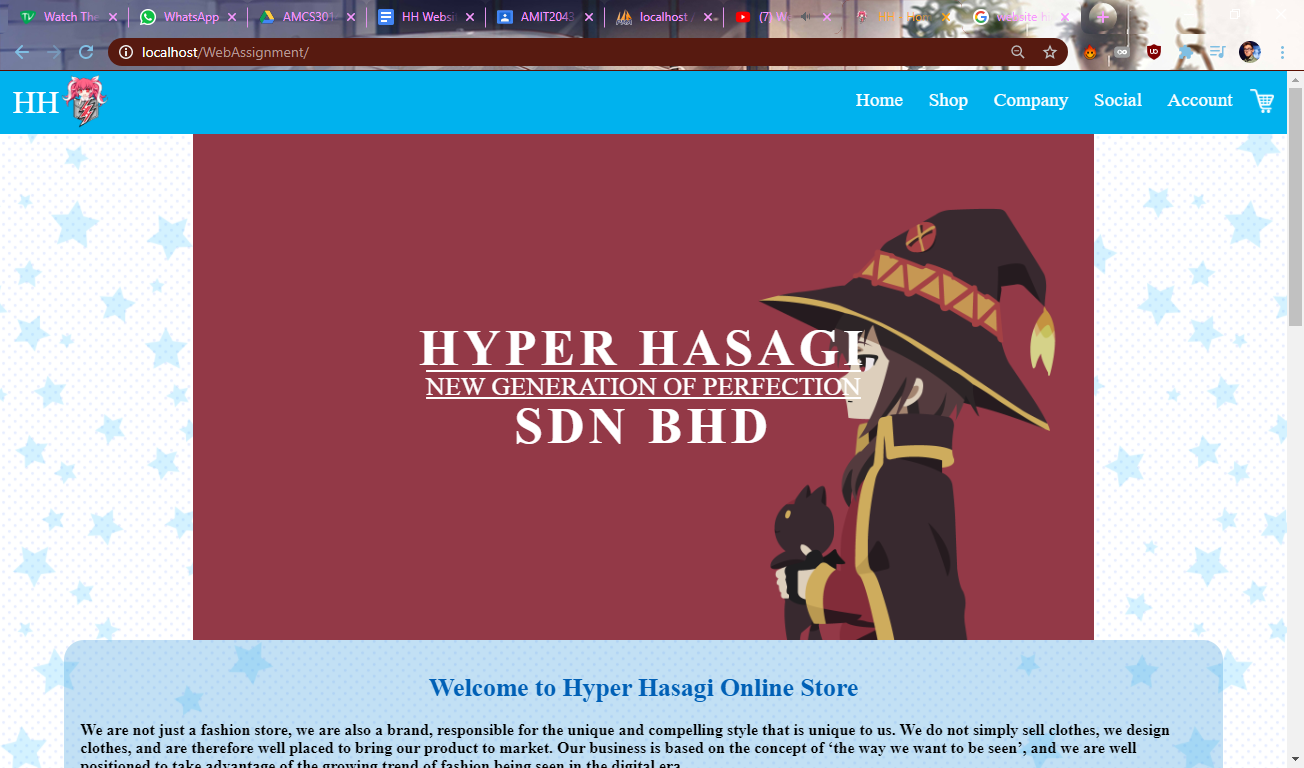 Watch The
WhatsApp
AMCS301
HH Websi
AMIT2043
localhost /
(7) W
HH
Hom
website h
localhost/WebAssignment/
HH
Home
Shop
Company
Social
Account
HYPER HASAGI
NEW GENERATION OF PERFECTION
SDN BHD
Welcome to Hyper Hasagi Online Store
We are not just a fashion store, we are also a brand, responsible for the unique and compelling style that is unique to us. We do not simply sell clothes, we design
clothes, and are therefore well placed to bring our product to market. Our business is based on the concept of ‘the way we want to be seen’, and we are well
positioned to take advantage of the growing trend of fashion being seen in the digital era